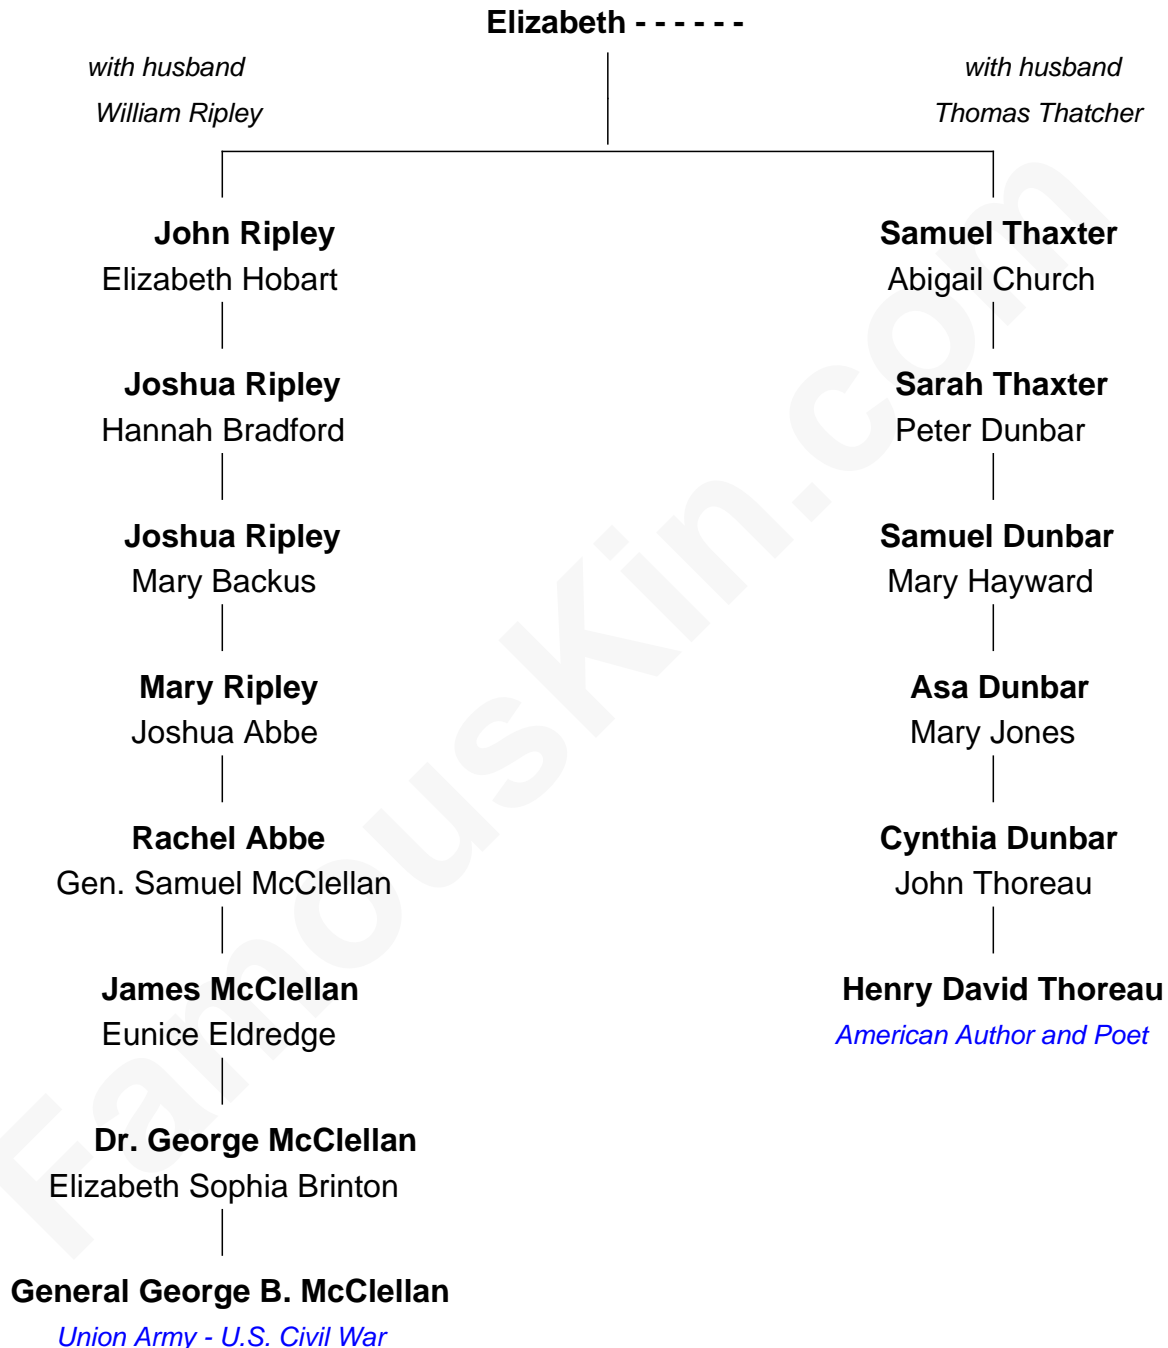 Elizabeth - - - - - -
with husband
William Ripley
with husband
Thomas Thatcher
John Ripley
Elizabeth Hobart
Samuel Thaxter
Abigail Church
Joshua Ripley
Hannah Bradford
Sarah Thaxter
Peter Dunbar
Joshua Ripley
Mary Backus
Samuel Dunbar
Mary Hayward
Mary Ripley
Joshua Abbe
Asa Dunbar
Mary Jones
Rachel Abbe
Gen. Samuel McClellan
Cynthia Dunbar
John Thoreau
James McClellan
Eunice Eldredge
Henry David Thoreau
American Author and Poet
Dr. George McClellan
Elizabeth Sophia Brinton
General George B. McClellan
Union Army - U.S. Civil War
FamousKin.com